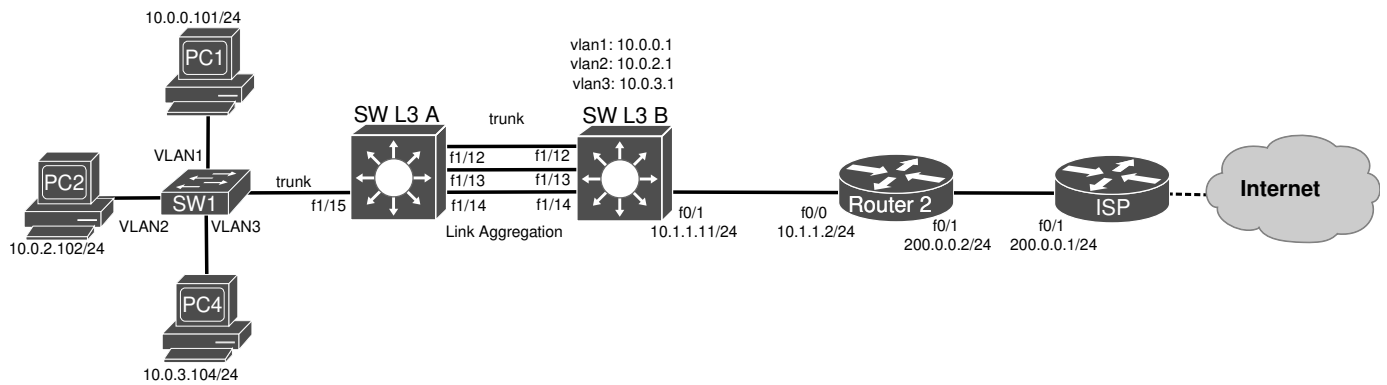 10.0.0.101/24
PC1
vlan1: 10.0.0.1
vlan2: 10.0.2.1
vlan3: 10.0.3.1
SW L3 A
trunk
SW L3 B
VLAN1
f1/12
f1/12
PC2
trunk
f1/13
f1/13
SW1
f1/15
f1/14
f1/14
Router 2
ISP
Internet
VLAN2
VLAN3
Link Aggregation
f0/1
10.1.1.11/24
f0/0
10.1.1.2/24
f0/1
200.0.0.2/24
f0/1
200.0.0.1/24
10.0.2.102/24
PC4
10.0.3.104/24